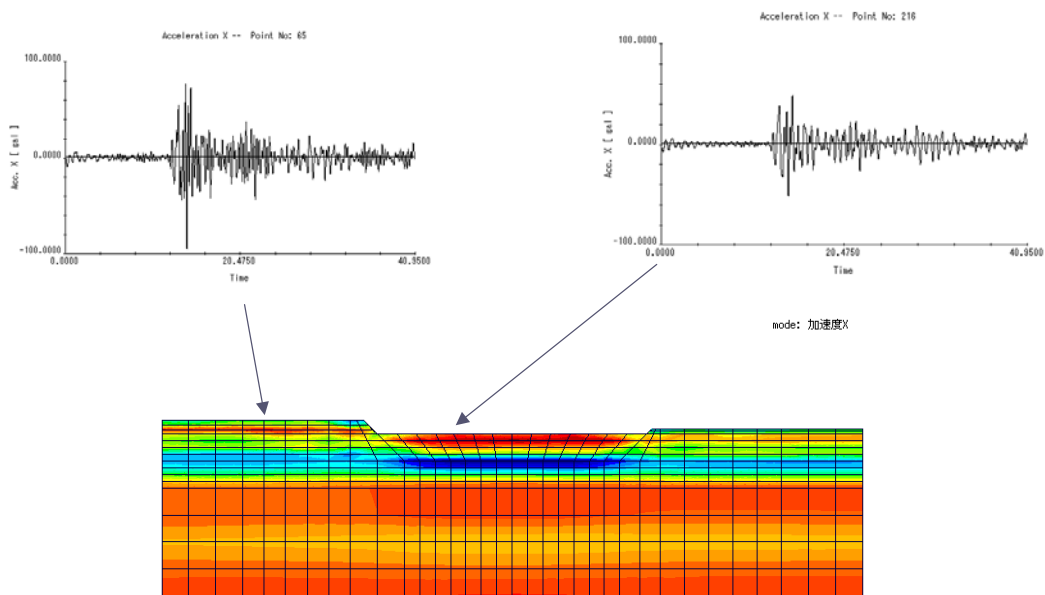 Acceleration X -- Point No: 65
100.0000
Acc. X [ gal ]
0.0000
-100.0000
0.0000
20.4750
40.9500
Time
Acceleration X -- Point No: 216
100.0000
Acc. X [ gal ]
0.0000
-100.0000
0.0000
20.4750
40.9500
Time
mode: 加速度X